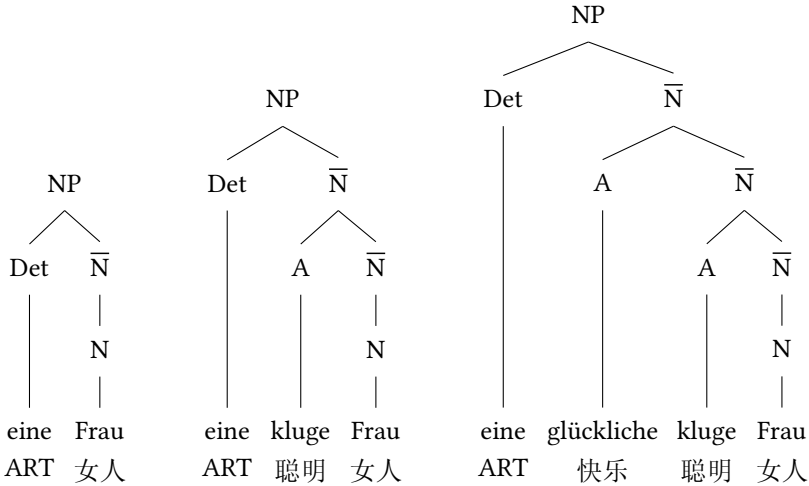 NP
NP
Det N̅
NP
Det N̅
A N̅
Det N̅
A N̅
A N̅
N
N
N
eine Frau eine kluge Frau eine glückliche kluge Frau
ART 女人 ART 聪明 女人 ART 快乐 聪明 女人